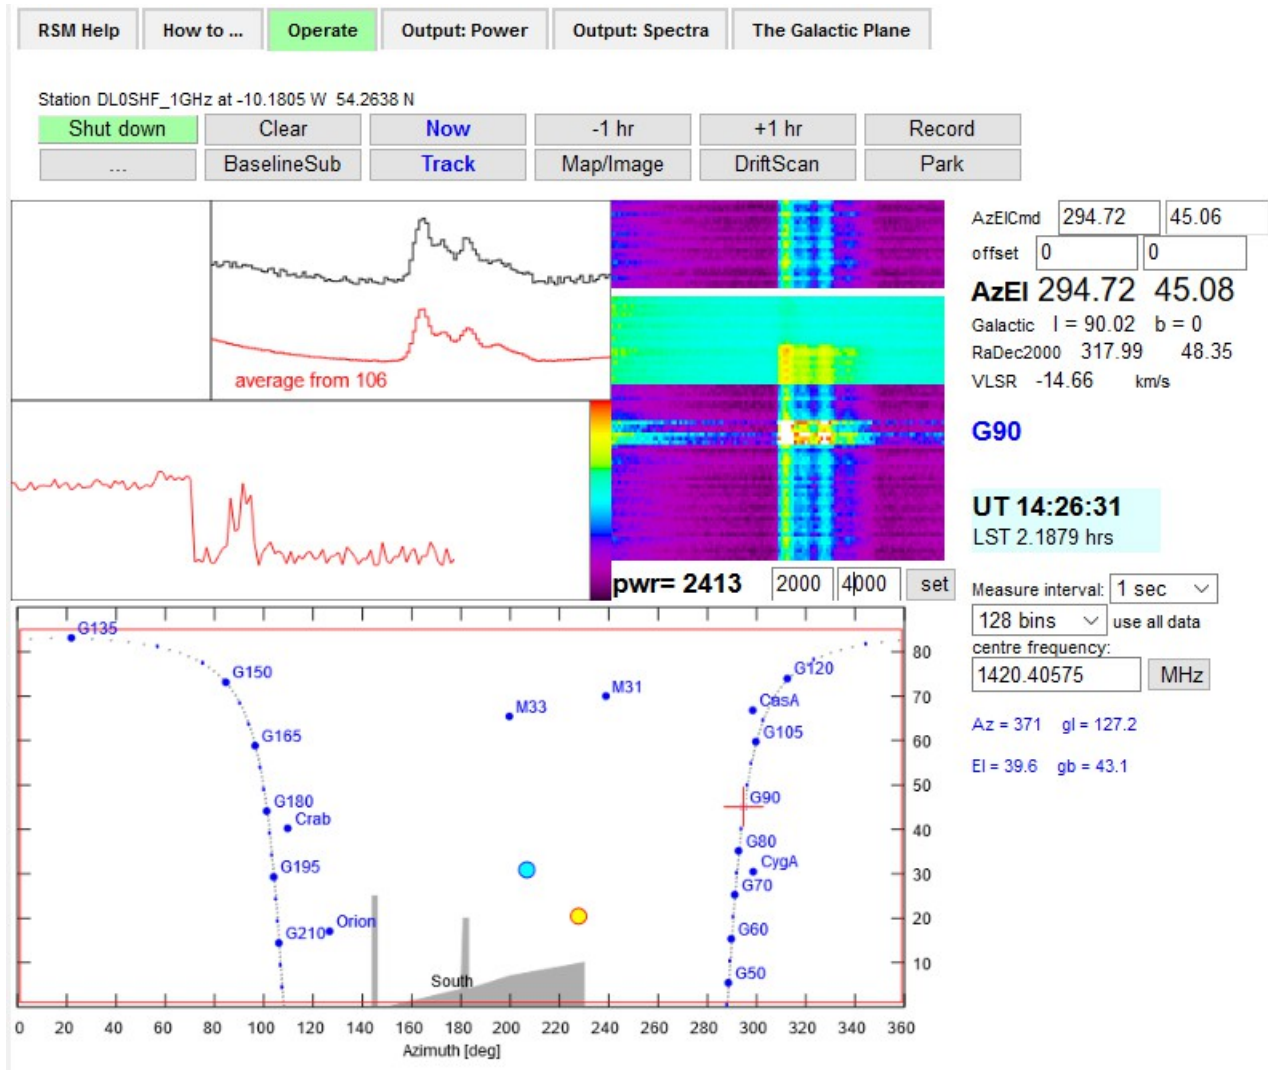 RSM Help How to ... Operate Output: Power Output: Spectra The Galactic Plane
Station DL0SHF_1GHz at -10.1805 W 54.2638 N
Shut down Clear Now -1 hr +1 hr Record
... BaselineSub Track Map/Image DriftScan Park
average from 106
pwr= 2413 2000 4000 set
AzElCmd 294.72 45.06
offset 0 0
AzEl 294.72 45.08
Galactic l = 90.02 b = 0
RaDec2000 317.99 48.35
VLSR -14.66 km/s
G90
UT 14:26:31
LST 2.1879 hrs
Measure interval: 1 sec
128 bins use all data
centre frequency:
1420.40575 MHz
Az = 371 gl = 127.2
El = 39.6 gb = 43.1
G135
G150
G165
G180
Crab
G195
G210
Orion
M33
M31
G120
CasA
G105
G90
G80
CygA
G70
G60
G50
South
80
70
60
50
40
30
20
10
0 20 40 60 80 100 120 140 160 180 200 220 240 260 280 300 320 340 360
Azimuth [deg]